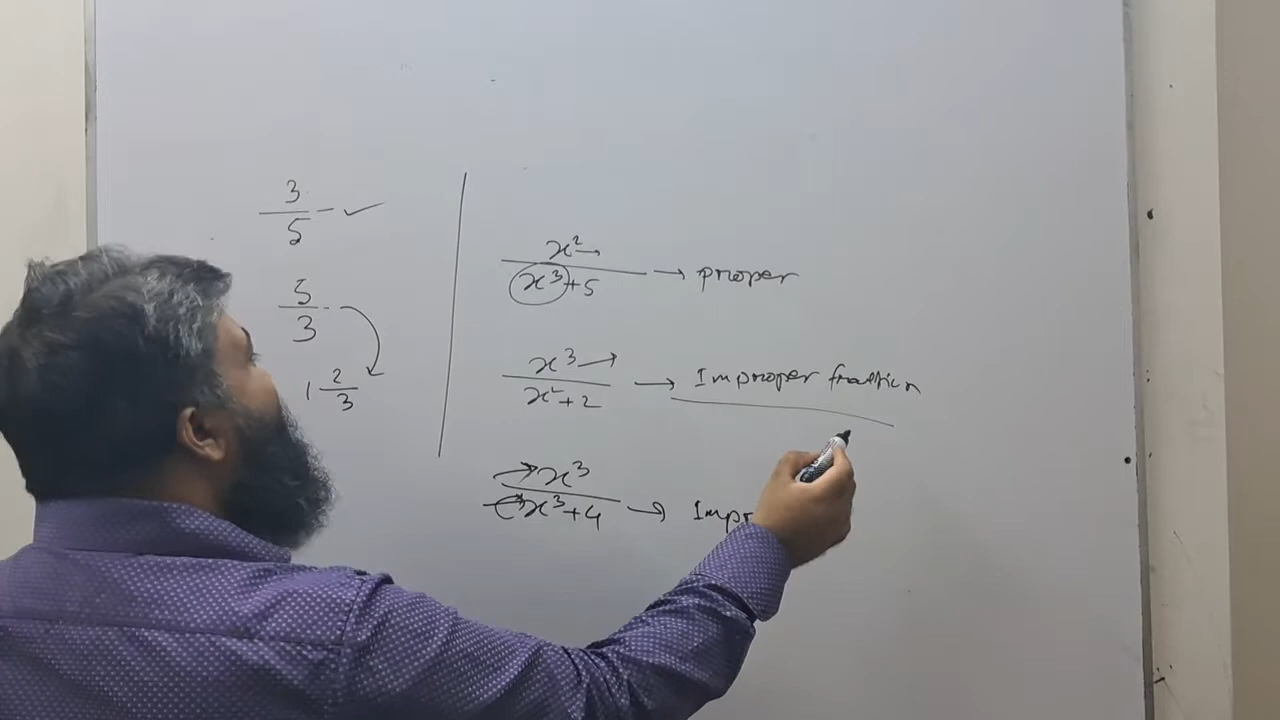 3/5 – ✓
5/3 –
1 2/3
x²/(x³+5) → proper
x³/(x²+2) → Improper fraction
x³/(x³+4) → Impr